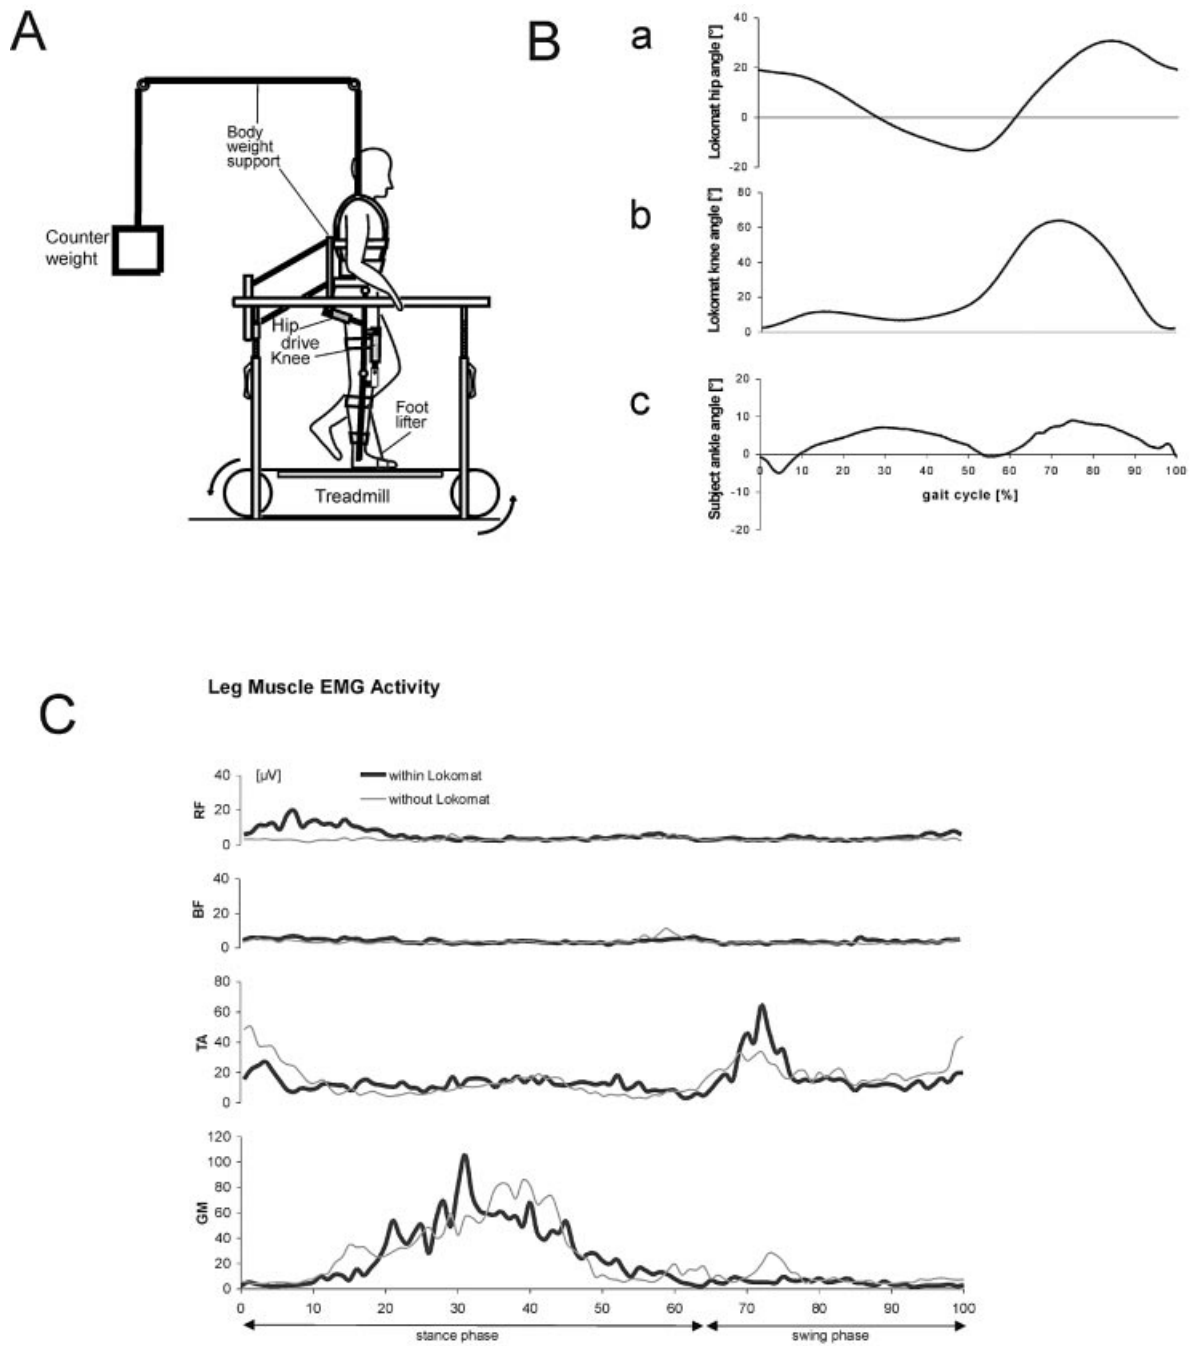 A
Body
weight
support
Counter
weight
Hip
drive
Knee
Foot
lifter
Treadmill
B
a
Lokomat hip angle [°]
40
20
0
-20
b
Lokomat knee angle [°]
80
60
40
20
0
c
Subject ankle angle [°]
20
10
0
-10
-20
0 10 20 30 40 50 60 70 80 90 100
gait cycle [%]
C
Leg Muscle EMG Activity
[µV]
within Lokomat
without Lokomat
RF
40
20
0
BF
40
20
0
TA
80
60
40
20
0
GM
120
100
80
60
40
20
0
0 10 20 30 40 50 60 70 80 90 100
stance phase swing phase